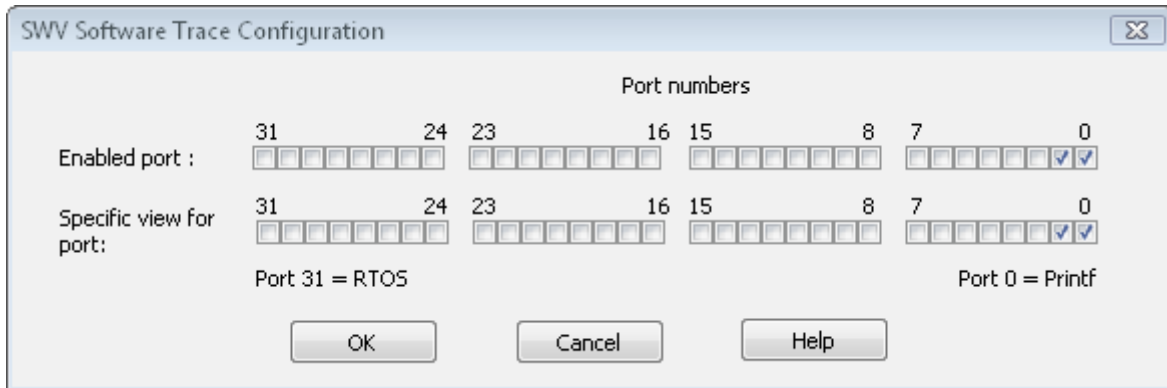 SWV Software Trace Configuration
Port numbers
31 24 23 16 15 8 7 0
Enabled port :
31 24 23 16 15 8 7 0
Specific view for
port:
Port 31 = RTOS Port 0 = Printf
OK Cancel Help